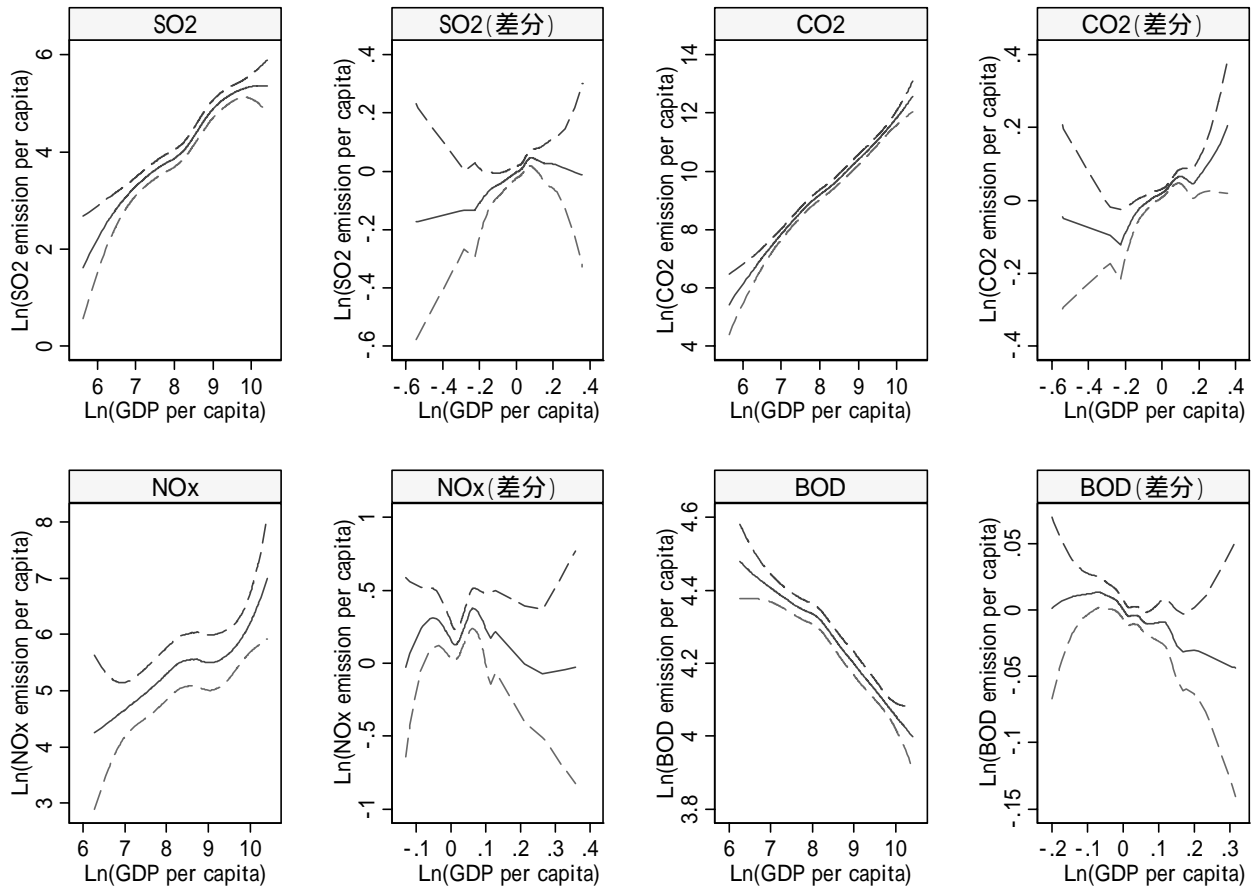 SO2
Ln(SO2 emission per capita)
6
4
2
0
6 7 8 9 10
Ln(GDP per capita)
SO2(差分)
Ln(SO2 emission per capita)
.4
.2
0
-.2
-.4
-.6
-.6 -.4 -.2 0 .2 .4
Ln(GDP per capita)
CO2
Ln(CO2 emission per capita)
14
12
10
8
6
4
6 7 8 9 10
Ln(GDP per capita)
CO2(差分)
Ln(CO2 emission per capita)
.4
.2
0
-.2
-.4
-.6 -.4 -.2 0 .2 .4
Ln(GDP per capita)
NOx
Ln(NOx emission per capita)
8
7
6
5
4
3
6 7 8 9 10
Ln(GDP per capita)
NOx(差分)
Ln(NOx emission per capita)
1
.5
0
-.5
-1
-.1 0 .1 .2 .3 .4
Ln(GDP per capita)
BOD
Ln(BOD emission per capita)
4.6
4.4
4.2
4
3.8
6 7 8 9 10
Ln(GDP per capita)
BOD(差分)
Ln(BOD emission per capita)
.05
0
-.05
-.1
-.15
-.2 -.1 0 .1 .2 .3
Ln(GDP per capita)